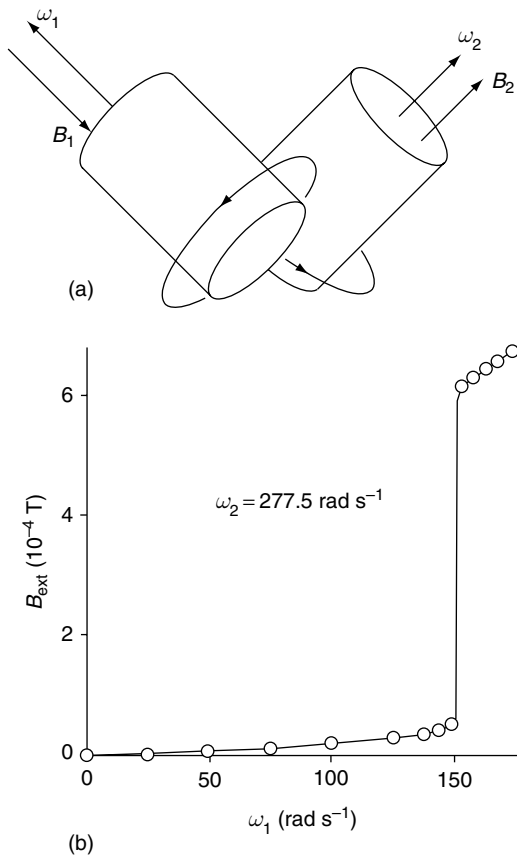 ω₁
ω₂
B₁
B₂
(a)
6
ω₂ = 277.5 rad s⁻¹
4
B_ext (10⁻⁴ T)
2
0
0 50 100 150
ω₁ (rad s⁻¹)
(b)